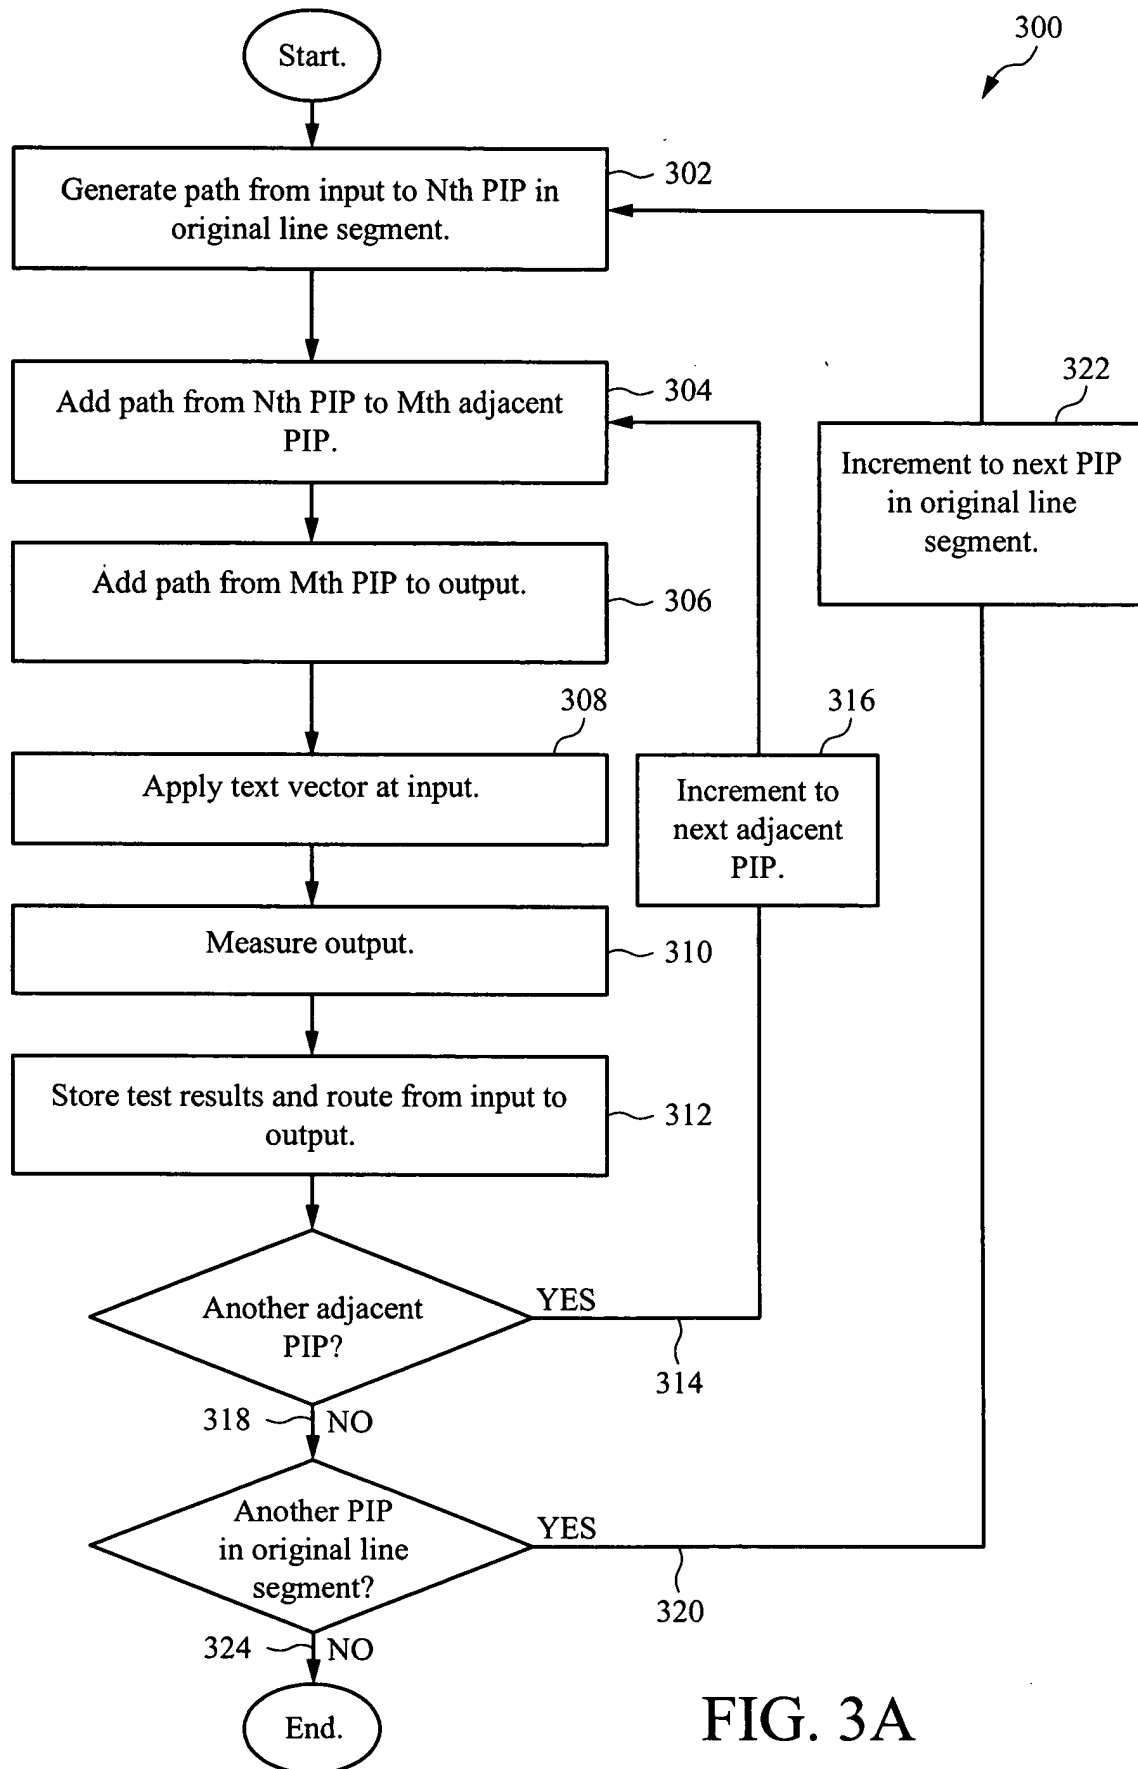 300
Start.
302
Generate path from input to Nth PIP in
original line segment.
304
Add path from Nth PIP to Mth adjacent
PIP.
322
Increment to next PIP
in original line
segment.
Add path from Mth PIP to output.
306
308
Apply text vector at input.
316
Increment to
next adjacent
PIP.
Measure output.
310
Store test results and route from input to
output.
312
Another adjacent
PIP?
YES
314
318
NO
Another PIP
in original line
segment?
YES
320
324
NO
End.
FIG. 3A